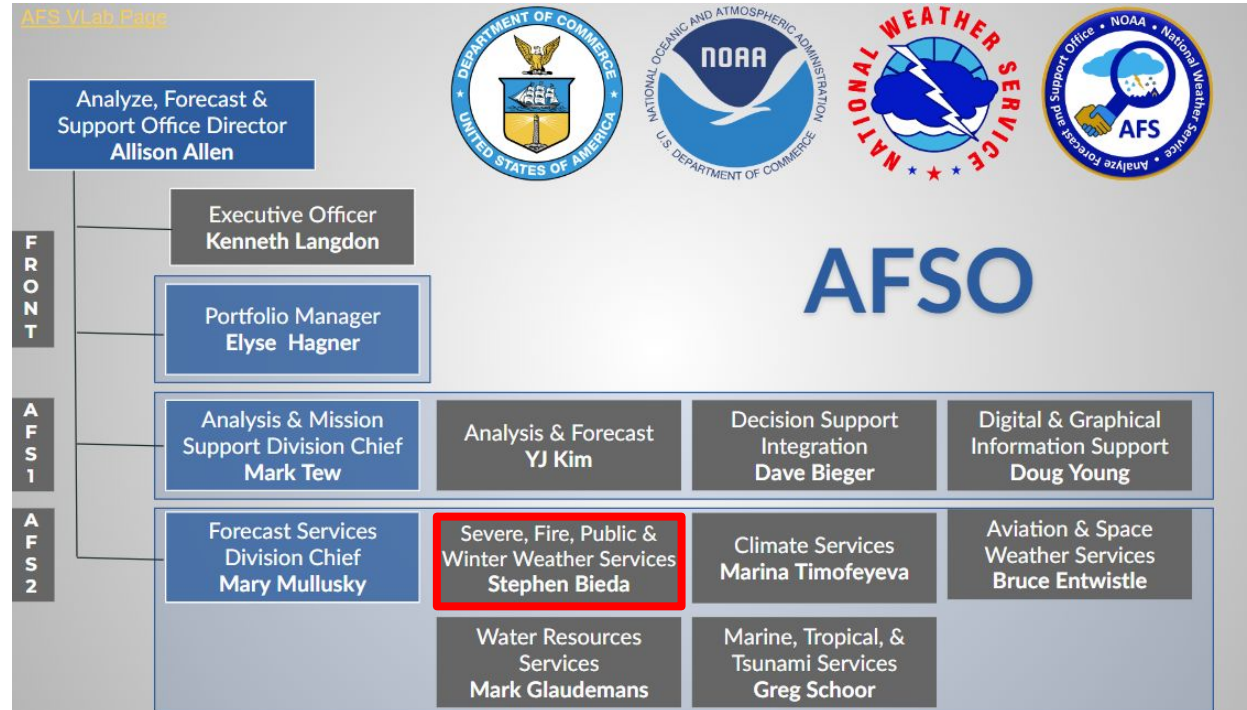 AFS VLab Page
DEPARTMENT OF COMMERCE
UNITED STATES OF AMERICA
NATIONAL OCEANIC AND ATMOSPHERIC ADMINISTRATION
NOAA
U.S. DEPARTMENT OF COMMERCE
NATIONAL WEATHER SERVICE
NOAA • National Weather Service • Analyze Forecast and Support Office •
AFS
Analyze, Forecast &
Support Office Director
Allison Allen
Executive Officer
Kenneth Langdon
FRONT
Portfolio Manager
Elyse Hagner
AFSO
AFS1
Analysis & Mission
Support Division Chief
Mark Tew
Analysis & Forecast
YJ Kim
Decision Support
Integration
Dave Bieger
Digital & Graphical
Information Support
Doug Young
AFS2
Forecast Services
Division Chief
Mary Mullusky
Severe, Fire, Public &
Winter Weather Services
Stephen Bieda
Climate Services
Marina Timofeyeva
Aviation & Space
Weather Services
Bruce Entwistle
Water Resources
Services
Mark Glaudemans
Marine, Tropical, &
Tsunami Services
Greg Schoor